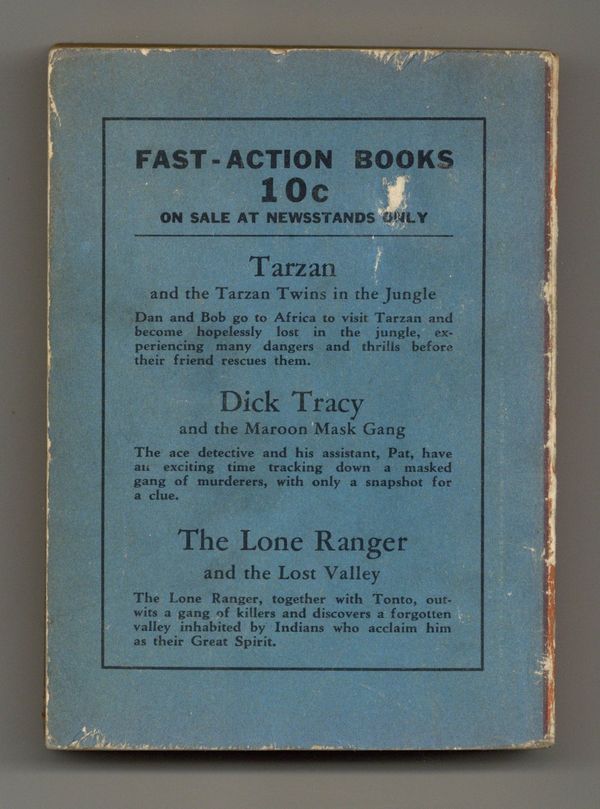 FAST-ACTION BOOKS
10c
ON SALE AT NEWSSTANDS ONLY
Tarzan
and the Tarzan Twins in the Jungle
Dan and Bob go to Africa to visit Tarzan and
become hopelessly lost in the jungle, ex-
periencing many dangers and thrills before
their friend rescues them.
Dick Tracy
and the Maroon Mask Gang
The ace detective and his assistant, Pat, have
an exciting time tracking down a masked
gang of murderers, with only a snapshot for
a clue.
The Lone Ranger
and the Lost Valley
The Lone Ranger, together with Tonto, out-
wits a gang of killers and discovers a forgotten
valley inhabited by Indians who acclaim him
as their Great Spirit.